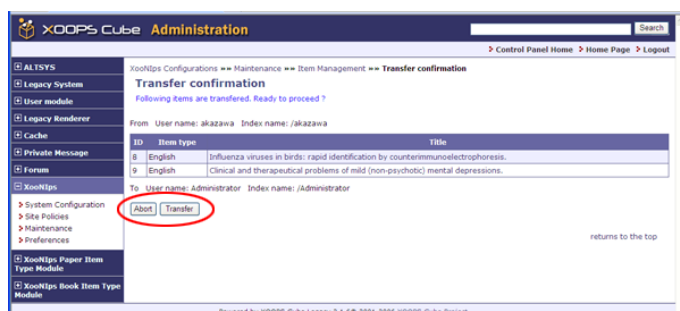 XOOPS Cube Administration
Search
Control Panel Home Home Page Logout
ALTSYS
Legacy System
User module
Legacy Renderer
Cache
Private Message
Forum
XooNIps
System Configuration
Site Policies
Maintenance
Preferences
XooNIps Paper Item
Type Module
XooNIps Book Item Type
Module
XooNIps Configurations »» Maintenance »» Item Management »» Transfer confirmation
Transfer confirmation
Following items are transfered. Ready to proceed ?
From User name: akazawa Index name: /akazawa
ID Item type Title
8 English Influenza viruses in birds: rapid identification by counterimmunoelectrophoresis.
9 English Clinical and therapeutical problems of mild (non-psychotic) mental depressions.
To User name: Administrator Index name: /Administrator
Abort Transfer
returns to the top